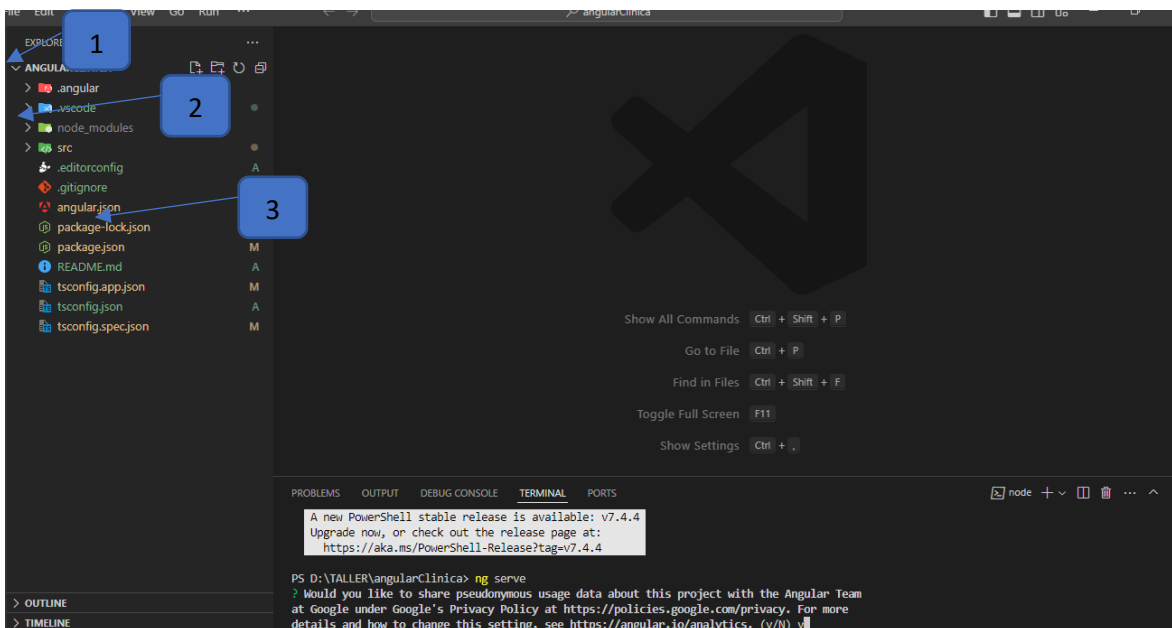 File Edit View Go Run ...
angularClinica
EXPLORE
1
...
ANGULA
.angular
2
.vscode
node_modules
src
.editorconfig A
.gitignore A
angular.json
3
package-lock.json
package.json M
README.md A
tsconfig.app.json M
tsconfig.json A
tsconfig.spec.json M
Show All Commands Ctrl + Shift + P
Go to File Ctrl + P
Find in Files Ctrl + Shift + F
Toggle Full Screen F11
Show Settings Ctrl + ,
PROBLEMS OUTPUT DEBUG CONSOLE TERMINAL PORTS
node
A new PowerShell stable release is available: v7.4.4
Upgrade now, or check out the release page at:
https://aka.ms/PowerShell-Release?tag=v7.4.4
PS D:\TALLER\angularClinica> ng serve
? Would you like to share pseudonymous usage data about this project with the Angular Team
at Google under Google's Privacy Policy at https://policies.google.com/privacy. For more
details and how to change this setting, see https://angular.io/analytics. (y/N) y
OUTLINE
TIMELINE